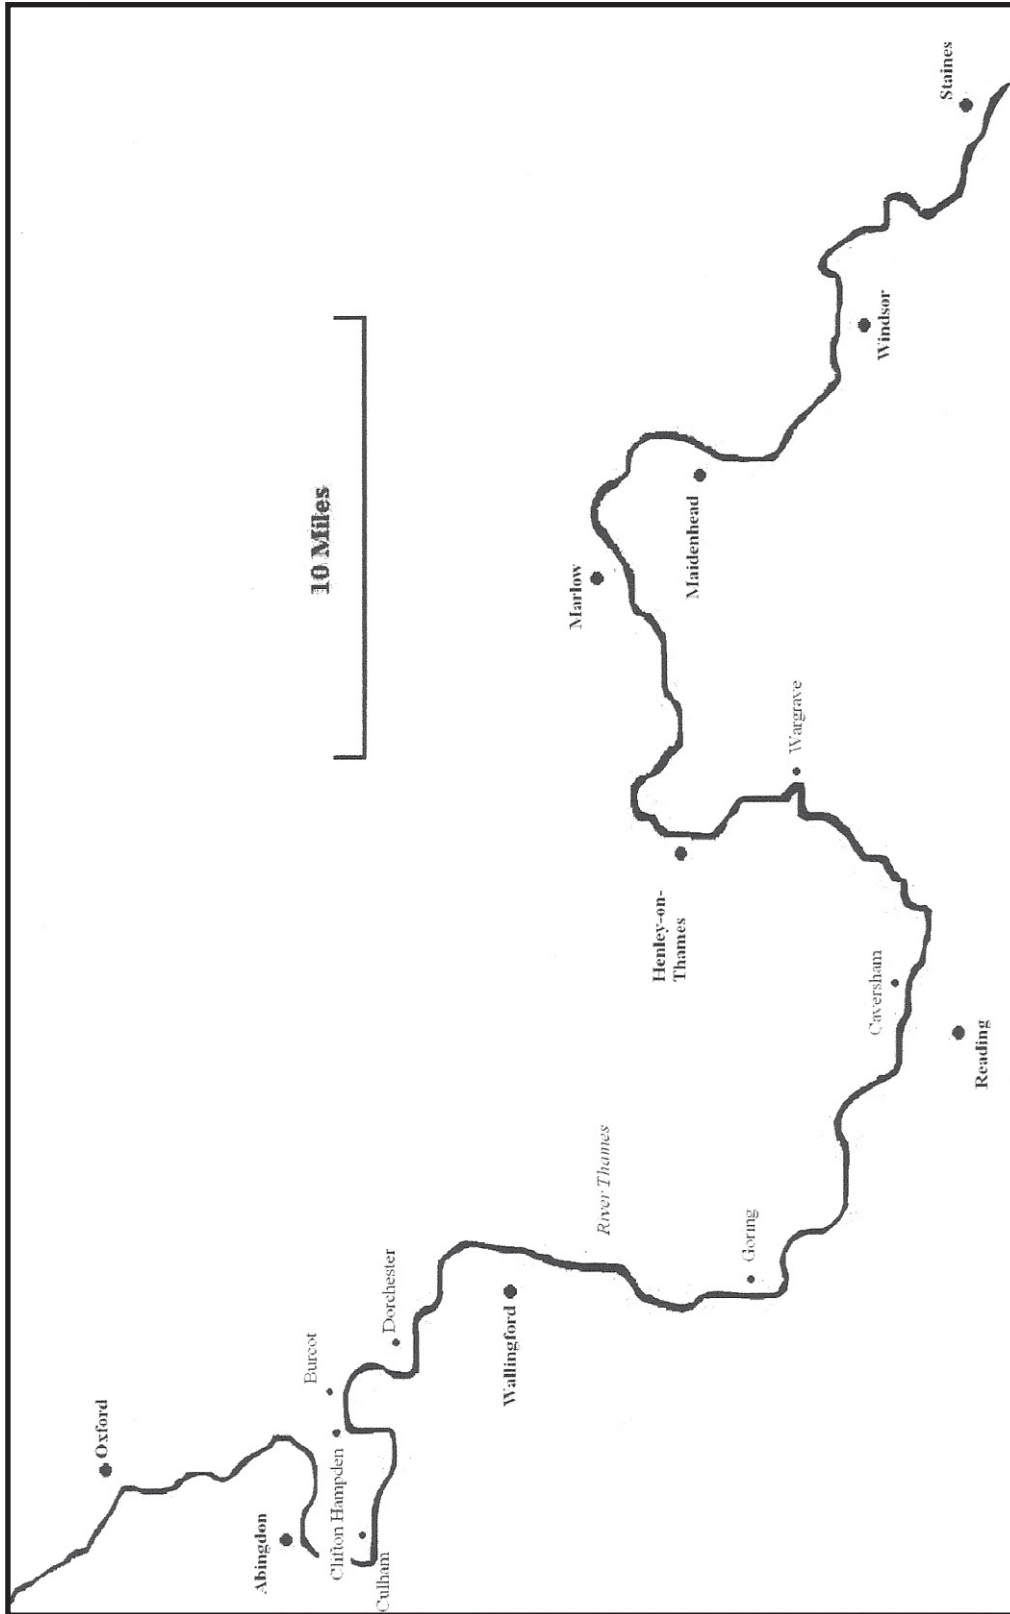 Oxford
Abingdon
Burcot
Clifton Hampden
Culham
Dorchester
Wallingford
River Thames
Goring
Caversham
Reading
Henley-on-
Thames
Wargrave
10 Miles
Marlow
Maidenhead
Windsor
Staines